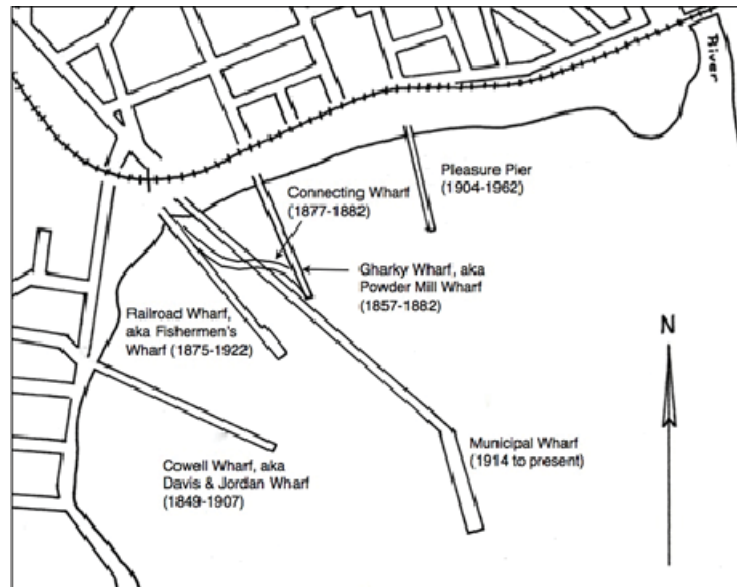 River
Pleasure Pier
(1904-1962)
Connecting Wharf
(1877-1882)
Gharky Wharf, aka
Powder Mill Wharf
(1857-1882)
Railroad Wharf,
aka Fishermen's
Wharf (1875-1922)
N
Municipal Wharf
(1914 to present)
Cowell Wharf, aka
Davis & Jordan Wharf
(1849-1907)